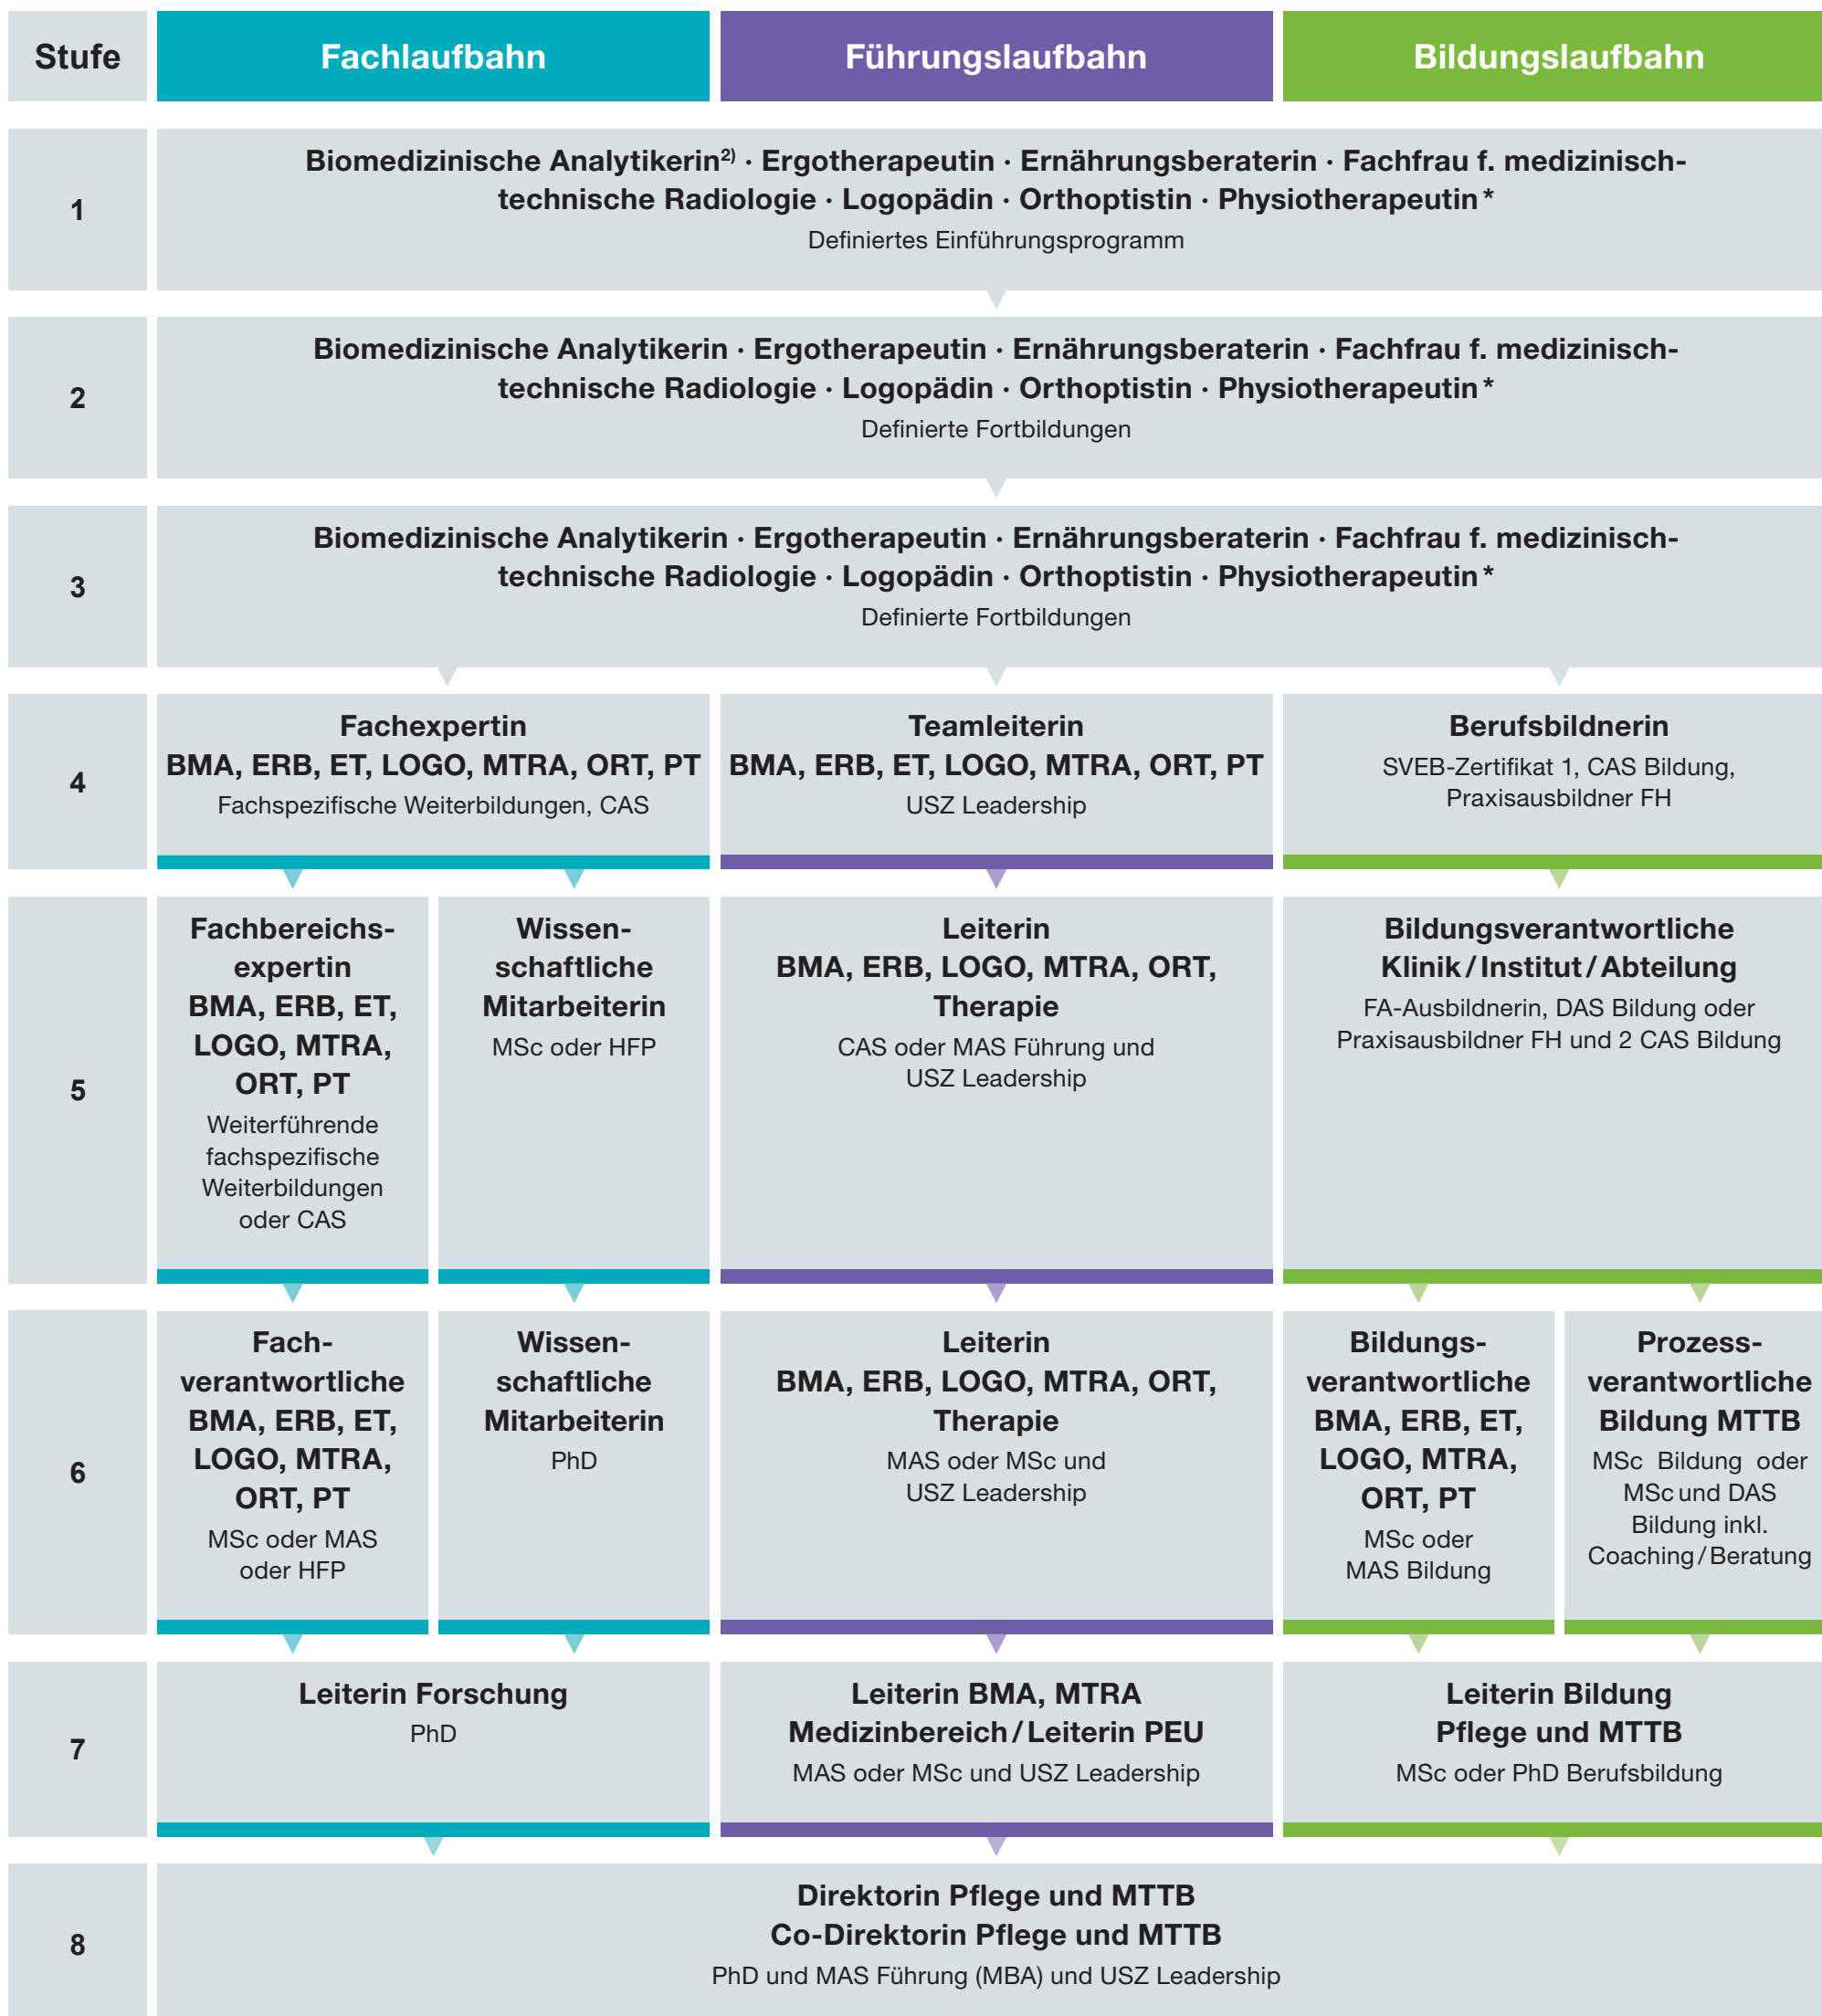 Stufe
Fachlaufbahn
Führungslaufbahn
Bildungslaufbahn
1
Biomedizinische Analytikerin2) · Ergotherapeutin · Ernährungsberaterin · Fachfrau f. medizinisch-
technische Radiologie · Logopädin · Orthoptistin · Physiotherapeutin*
Definiertes Einführungsprogramm
2
Biomedizinische Analytikerin · Ergotherapeutin · Ernährungsberaterin · Fachfrau f. medizinisch-
technische Radiologie · Logopädin · Orthoptistin · Physiotherapeutin*
Definierte Fortbildungen
3
Biomedizinische Analytikerin · Ergotherapeutin · Ernährungsberaterin · Fachfrau f. medizinisch-
technische Radiologie · Logopädin · Orthoptistin · Physiotherapeutin*
Definierte Fortbildungen
4
Fachexpertin
BMA, ERB, ET, LOGO, MTRA, ORT, PT
Fachspezifische Weiterbildungen, CAS
Teamleiterin
BMA, ERB, ET, LOGO, MTRA, ORT, PT
USZ Leadership
Berufsbildnerin
SVEB-Zertifikat 1, CAS Bildung,
Praxisausbildner FH
5
Fachbereichs-
expertin
BMA, ERB, ET,
LOGO, MTRA,
ORT, PT
Weiterführende
fachspezifische
Weiterbildungen
oder CAS
Wissen-
schaftliche
Mitarbeiterin
MSc oder HFP
Leiterin
BMA, ERB, LOGO, MTRA, ORT,
Therapie
CAS oder MAS Führung und
USZ Leadership
Bildungsverantwortliche
Klinik/Institut/Abteilung
FA-Ausbildnerin, DAS Bildung oder
Praxisausbildner FH und 2 CAS Bildung
6
Fach-
verantwortliche
BMA, ERB, ET,
LOGO, MTRA,
ORT, PT
MSc oder MAS
oder HFP
Wissen-
schaftliche
Mitarbeiterin
PhD
Leiterin
BMA, ERB, LOGO, MTRA, ORT,
Therapie
MAS oder MSc und
USZ Leadership
Bildungs-
verantwortliche
BMA, ERB, ET,
LOGO, MTRA,
ORT, PT
MSc oder
MAS Bildung
Prozess-
verantwortliche
Bildung MTTB
MSc Bildung oder
MSc und DAS
Bildung inkl.
Coaching/Beratung
7
Leiterin Forschung
PhD
Leiterin BMA, MTRA
Medizinbereich/Leiterin PEU
MAS oder MSc und USZ Leadership
Leiterin Bildung
Pflege und MTTB
MSc oder PhD Berufsbildung
8
Direktorin Pflege und MTTB
Co-Direktorin Pflege und MTTB
PhD und MAS Führung (MBA) und USZ Leadership